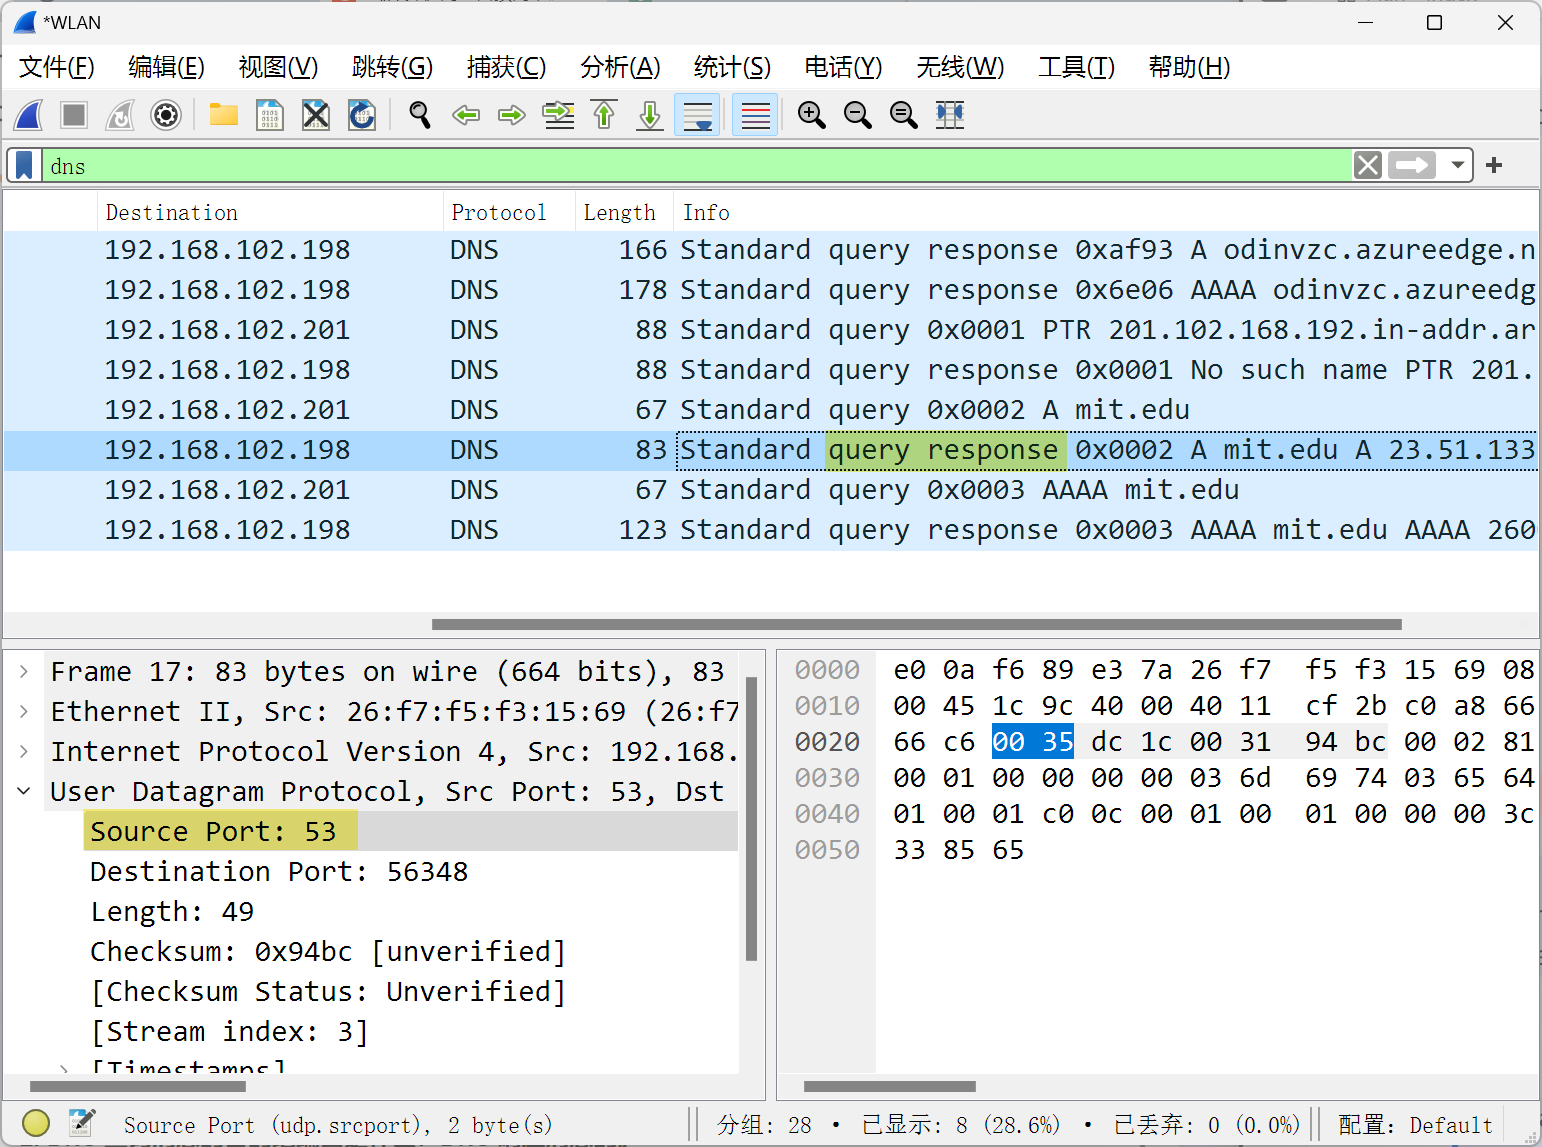 *WLAN
文件(F) 编辑(E) 视图(V) 跳转(G) 捕获(C) 分析(A) 统计(S) 电话(Y) 无线(W) 工具(T) 帮助(H)
dns
Destination Protocol Length Info
192.168.102.198 DNS 166 Standard query response 0xaf93 A odinvzc.azureedge.n
192.168.102.198 DNS 178 Standard query response 0x6e06 AAAA odinvzc.azureedg
192.168.102.201 DNS 88 Standard query 0x0001 PTR 201.102.168.192.in-addr.ar
192.168.102.198 DNS 88 Standard query response 0x0001 No such name PTR 201.
192.168.102.201 DNS 67 Standard query 0x0002 A mit.edu
192.168.102.198 DNS 83 Standard query response 0x0002 A mit.edu A 23.51.133
192.168.102.201 DNS 67 Standard query 0x0003 AAAA mit.edu
192.168.102.198 DNS 123 Standard query response 0x0003 AAAA mit.edu AAAA 260
Frame 17: 83 bytes on wire (664 bits), 83
Ethernet II, Src: 26:f7:f5:f3:15:69 (26:f7
Internet Protocol Version 4, Src: 192.168.
User Datagram Protocol, Src Port: 53, Dst
Source Port: 53
Destination Port: 56348
Length: 49
Checksum: 0x94bc [unverified]
[Checksum Status: Unverified]
[Stream index: 3]
[Timestamps]
0000 e0 0a f6 89 e3 7a 26 f7 f5 f3 15 69 08
0010 00 45 1c 9c 40 00 40 11 cf 2b c0 a8 66
0020 66 c6 00 35 dc 1c 00 31 94 bc 00 02 81
0030 00 01 00 00 00 00 03 6d 69 74 03 65 64
0040 01 00 01 c0 0c 00 01 00 01 00 00 00 3c
0050 33 85 65
Source Port (udp.srcport), 2 byte(s)
分组: 28 · 已显示: 8 (28.6%) · 已丢弃: 0 (0.0%)
配置: Default